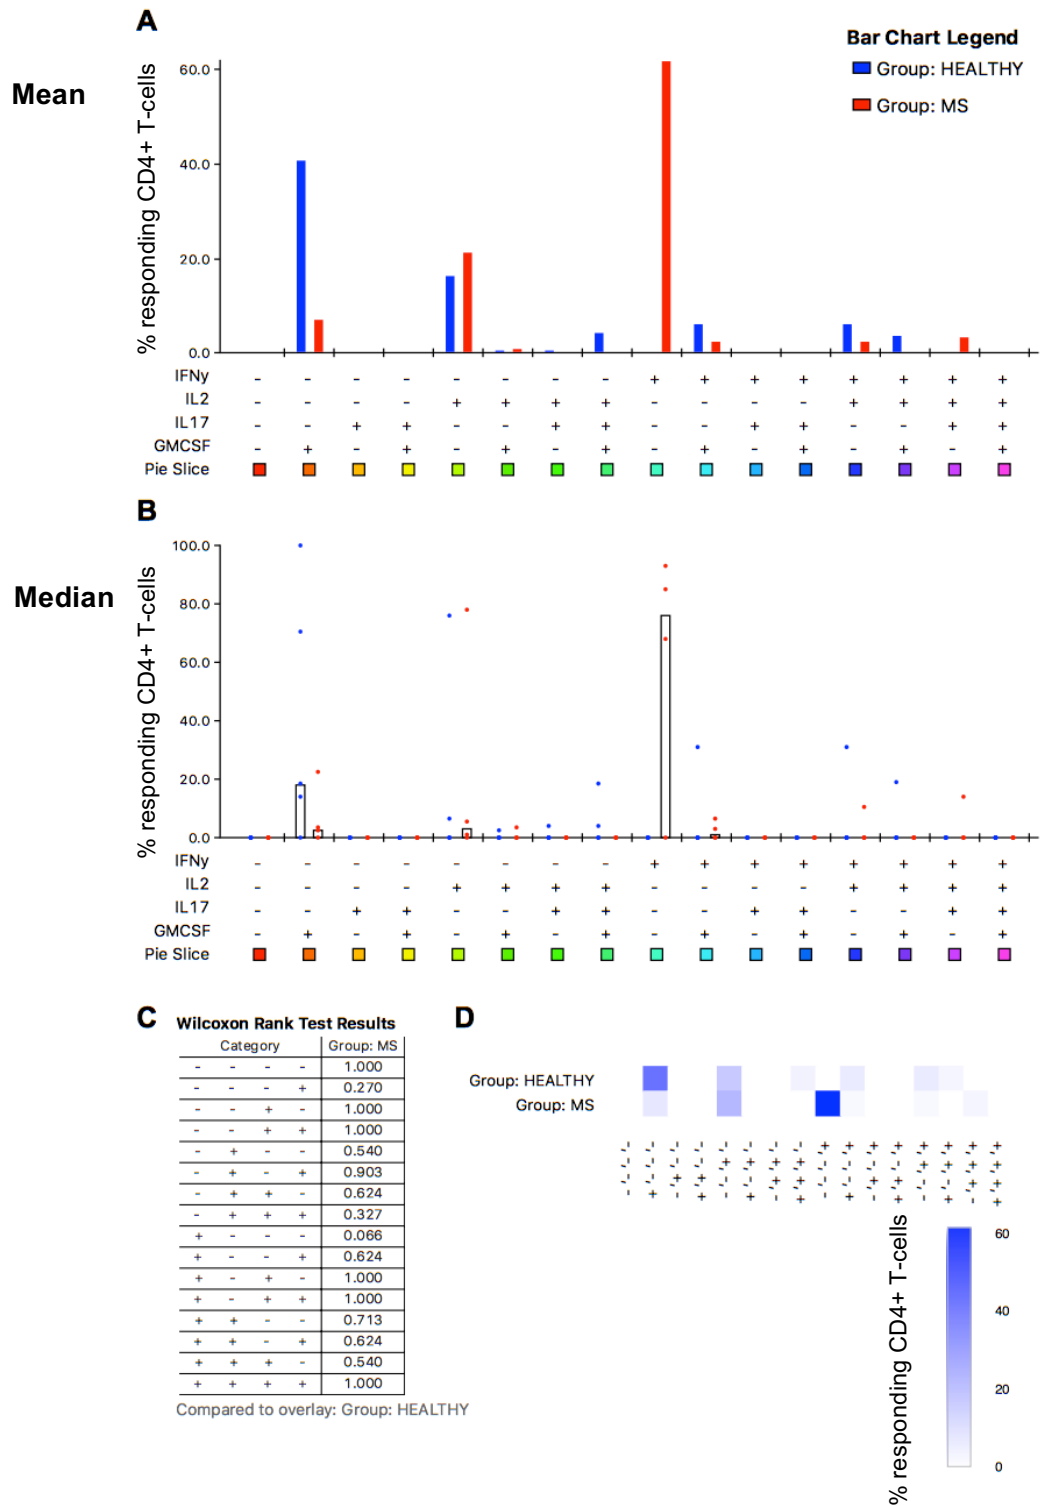 A
Bar Chart Legend
Group: HEALTHY
Group: MS
Mean
% responding CD4+ T-cells
60.0
40.0
20.0
0.0
IFNy - - - - - - - - + + + + + + + +
IL2 - - - - + + + + - - - - + + + +
IL17 - - + + - - + + - - + + - - + +
GMCSF - + - + - + - + - + - + - + - +
Pie Slice
B
Median
% responding CD4+ T-cells
100.0
80.0
60.0
40.0
20.0
0.0
IFNy - - - - - - - - + + + + + + + +
IL2 - - - - + + + + - - - - + + + +
IL17 - - + + - - + + - - + + - - + +
GMCSF - + - + - + - + - + - + - + - +
Pie Slice
C
Wilcoxon Rank Test Results
Category Group: MS
- - - - 1.000
- - - + 0.270
- - + - 1.000
- - + + 1.000
- + - - 0.540
- + - + 0.903
- + + - 0.624
- + + + 0.327
+ - - - 0.066
+ - - + 0.624
+ - + - 1.000
+ - + + 1.000
+ + - - 0.713
+ + - + 0.624
+ + + - 0.540
+ + + + 1.000
Compared to overlay: Group: HEALTHY
D
Group: HEALTHY
Group: MS
-,-,-,-
-,-,-,+
-,-,+,-
-,-,+,+
-,+,-,-
-,+,-,+
-,+,+,-
-,+,+,+
+,-,-,-
+,-,-,+
+,-,+,-
+,-,+,+
+,+,-,-
+,+,-,+
+,+,+,-
+,+,+,+
% responding CD4+ T-cells
60
40
20
0